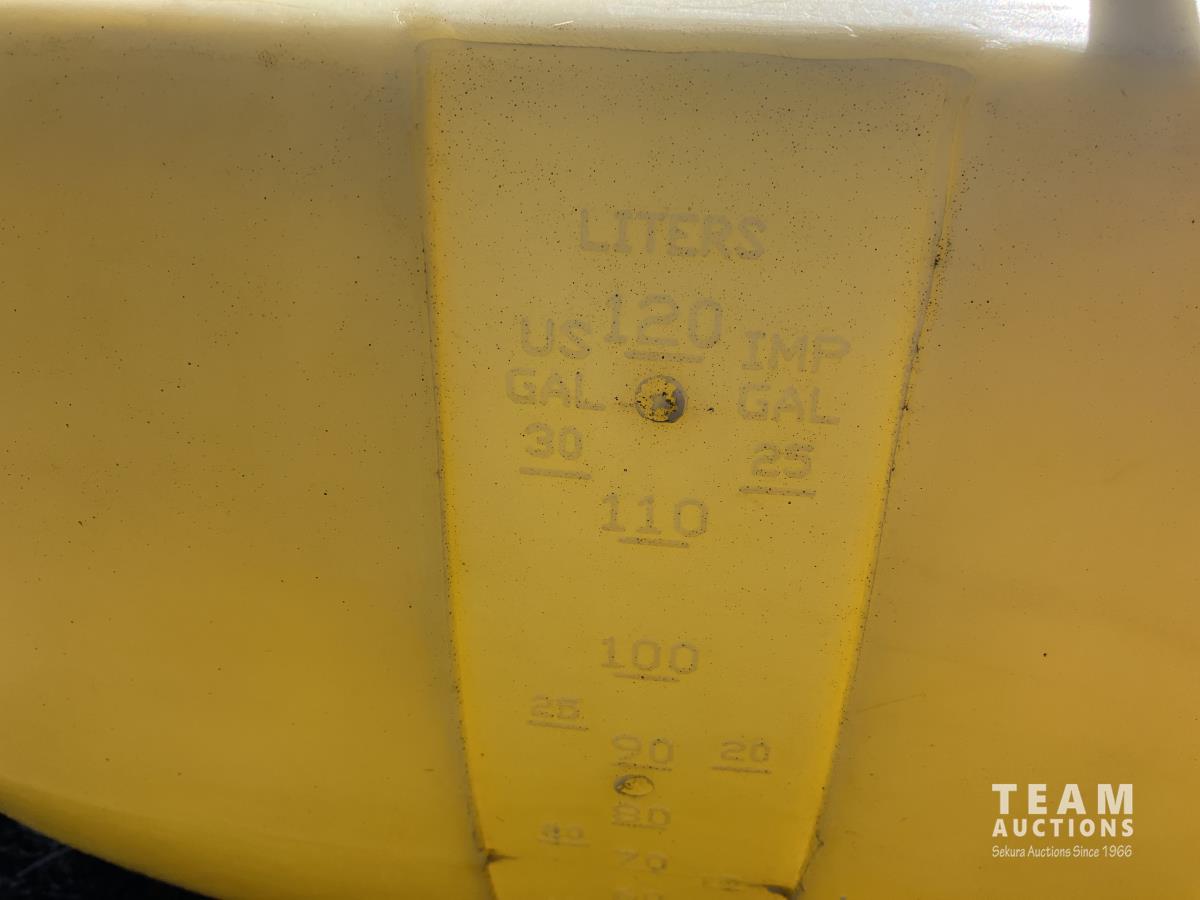 LITERS
120
US IMP
GAL GAL
30 25
110
100
25
90 20
80
70
TEAM
AUCTIONS
Sekura Auctions Since 1966